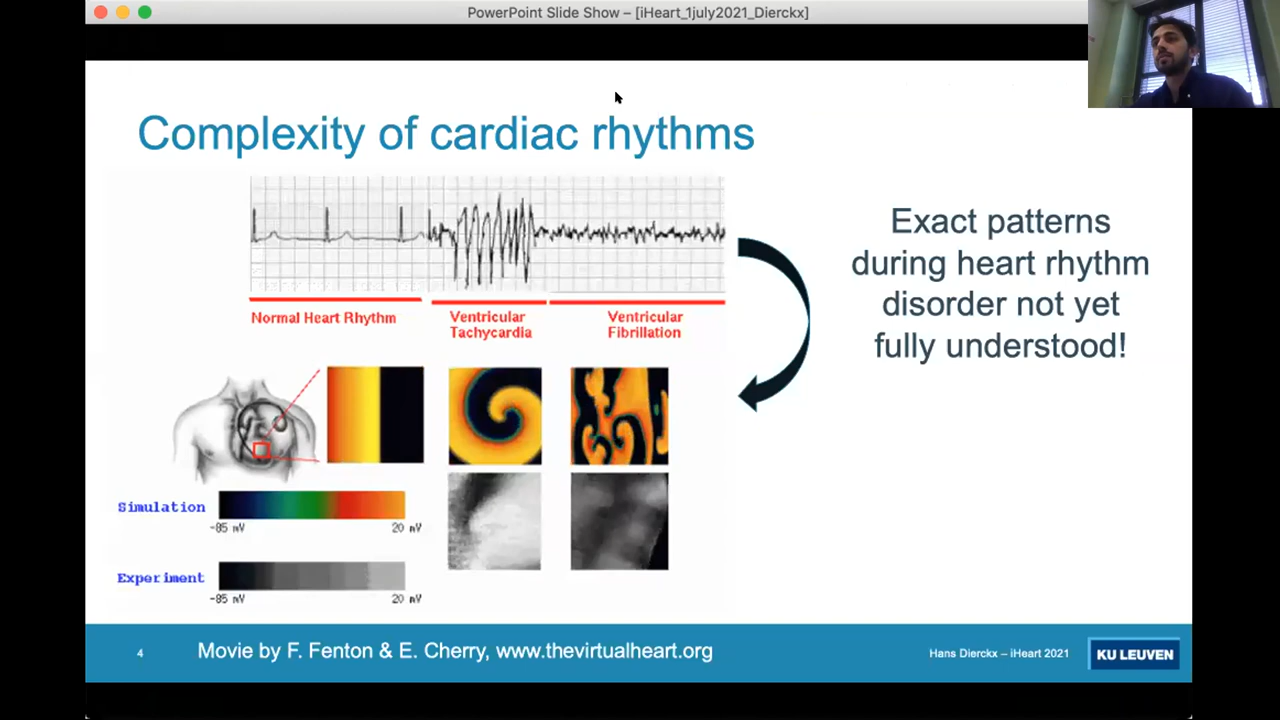 PowerPoint Slide Show – [iHeart_1july2021_Dierckx]
Complexity of cardiac rhythms
Exact patterns
during heart rhythm
disorder not yet
fully understood!
Normal Heart Rhythm
Ventricular
Tachycardia
Ventricular
Fibrillation
Simulation
-85 mV
20 mV
Experiment
-85 mV
20 mV
4
Movie by F. Fenton & E. Cherry, www.thevirtualheart.org
Hans Dierckx – iHeart 2021
KU LEUVEN